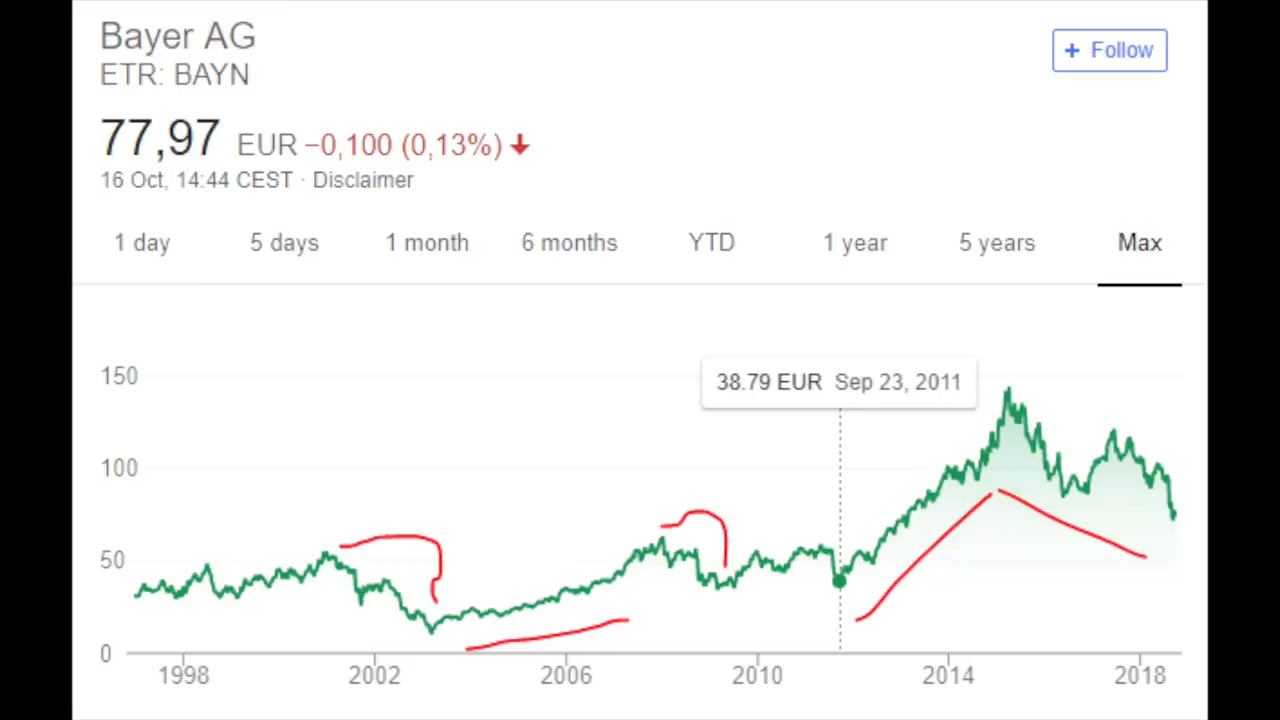 Bayer AG
+ Follow
ETR: BAYN
77,97 EUR −0,100 (0,13%)
16 Oct, 14:44 CEST · Disclaimer
1 day 5 days 1 month 6 months YTD 1 year 5 years Max
38.79 EUR Sep 23, 2011
150
100
50
0
1998 2002 2006 2010 2014 2018